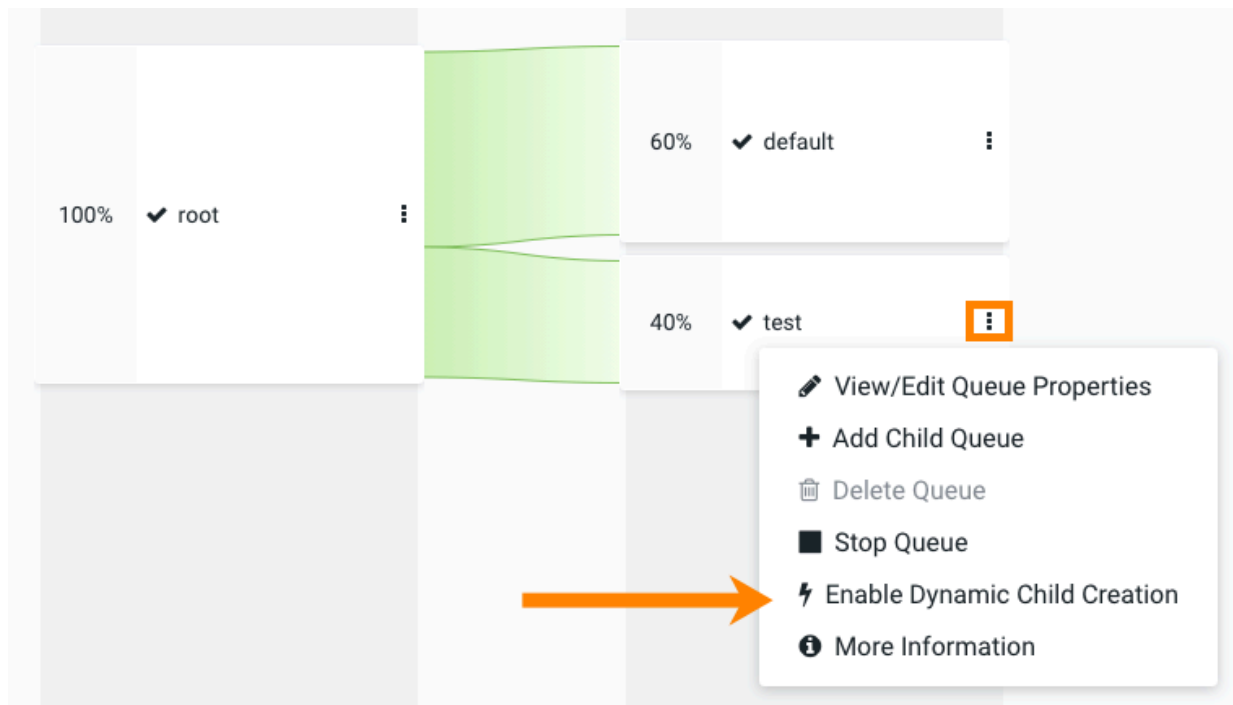 100% root
60% default
40% test
View/Edit Queue Properties
Add Child Queue
Delete Queue
Stop Queue
Enable Dynamic Child Creation
More Information